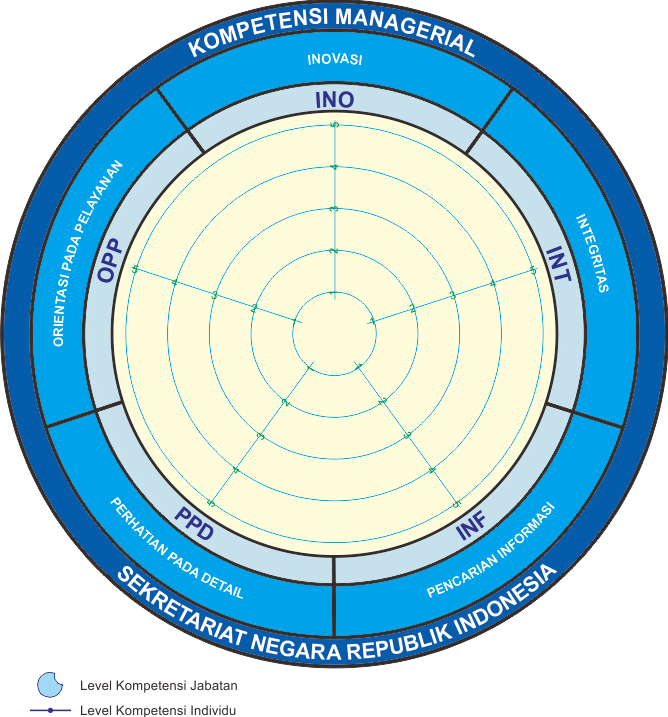 KOMPETENSI MANAGERIAL
INOVASI
INO
ORIENTASI PADA PELAYANAN
OPP
INTEGRITAS
INT
5
4
3
2
1
5
4
3
2
1
1
2
3
4
5
1
2
3
4
5
1
2
3
4
5
PPD
PERHATIAN PADA DETAIL
INF
PENCARIAN INFORMASI
SEKRETARIAT NEGARA REPUBLIK INDONESIA
Level Kompetensi Jabatan
Level Kompetensi Individu